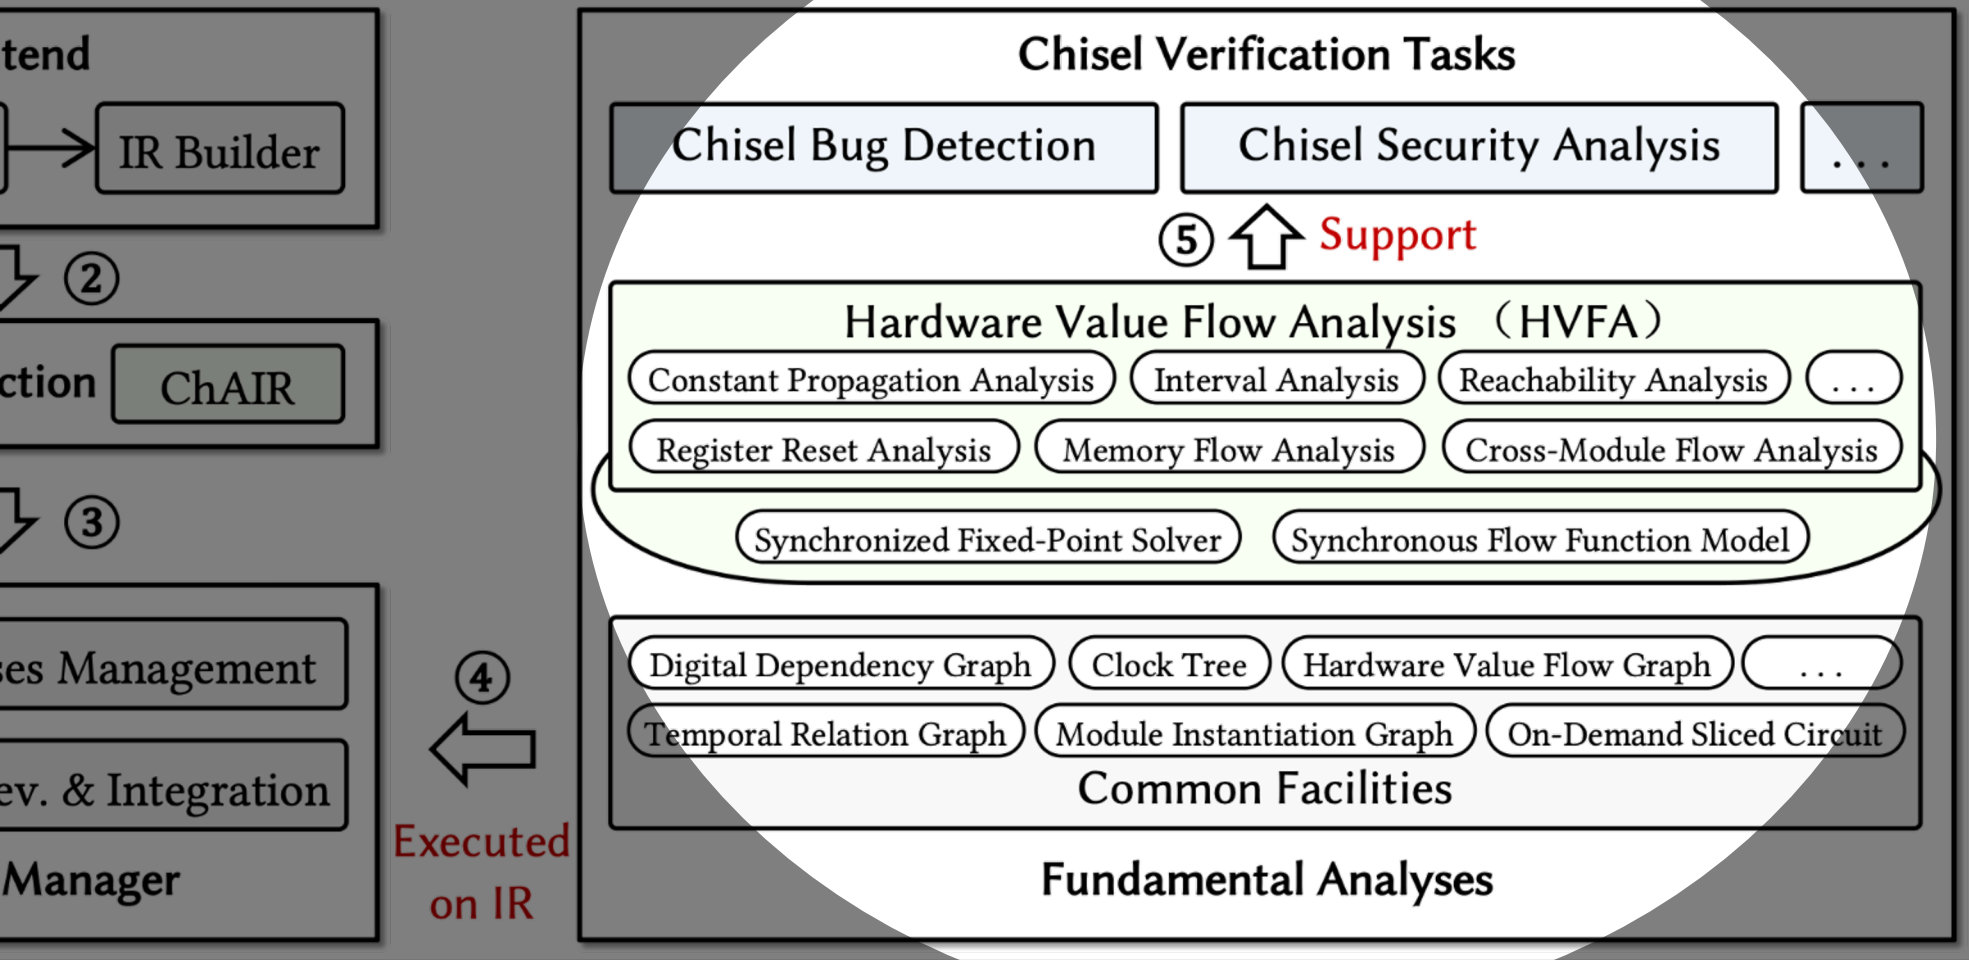 tend
IR Builder
②
ction
ChAIR
③
ses Management
ev. & Integration
Manager
④
Executed
on IR
Chisel Verification Tasks
Chisel Bug Detection
Chisel Security Analysis
...
⑤
Support
Hardware Value Flow Analysis （HVFA）
Constant Propagation Analysis
Interval Analysis
Reachability Analysis
...
Register Reset Analysis
Memory Flow Analysis
Cross-Module Flow Analysis
Synchronized Fixed-Point Solver
Synchronous Flow Function Model
Digital Dependency Graph
Clock Tree
Hardware Value Flow Graph
...
Temporal Relation Graph
Module Instantiation Graph
On-Demand Sliced Circuit
Common Facilities
Fundamental Analyses